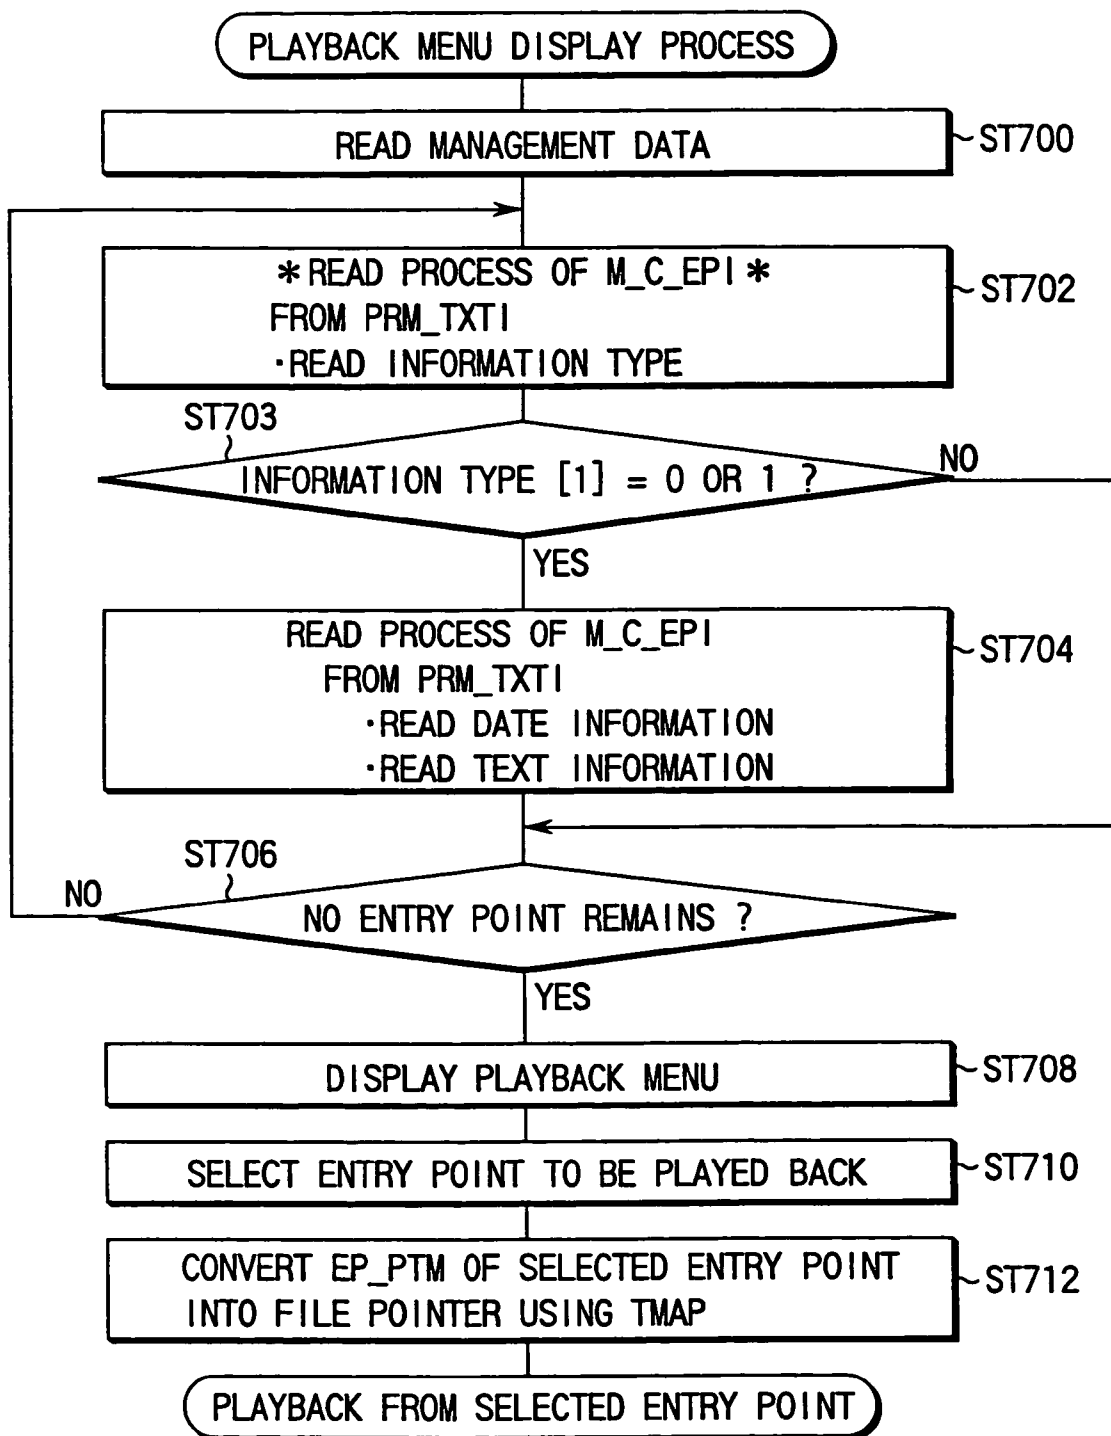 PLAYBACK MENU DISPLAY PROCESS
READ MANAGEMENT DATA
ST700
*READ PROCESS OF M_C_EPI*
FROM PRM_TXTI
·READ INFORMATION TYPE
ST702
ST703
INFORMATION TYPE [1] = 0 OR 1 ?
NO
YES
READ PROCESS OF M_C_EPI
FROM PRM_TXTI
·READ DATE INFORMATION
·READ TEXT INFORMATION
ST704
ST706
NO
NO ENTRY POINT REMAINS ?
YES
DISPLAY PLAYBACK MENU
ST708
SELECT ENTRY POINT TO BE PLAYED BACK
ST710
CONVERT EP_PTM OF SELECTED ENTRY POINT
INTO FILE POINTER USING TMAP
ST712
PLAYBACK FROM SELECTED ENTRY POINT